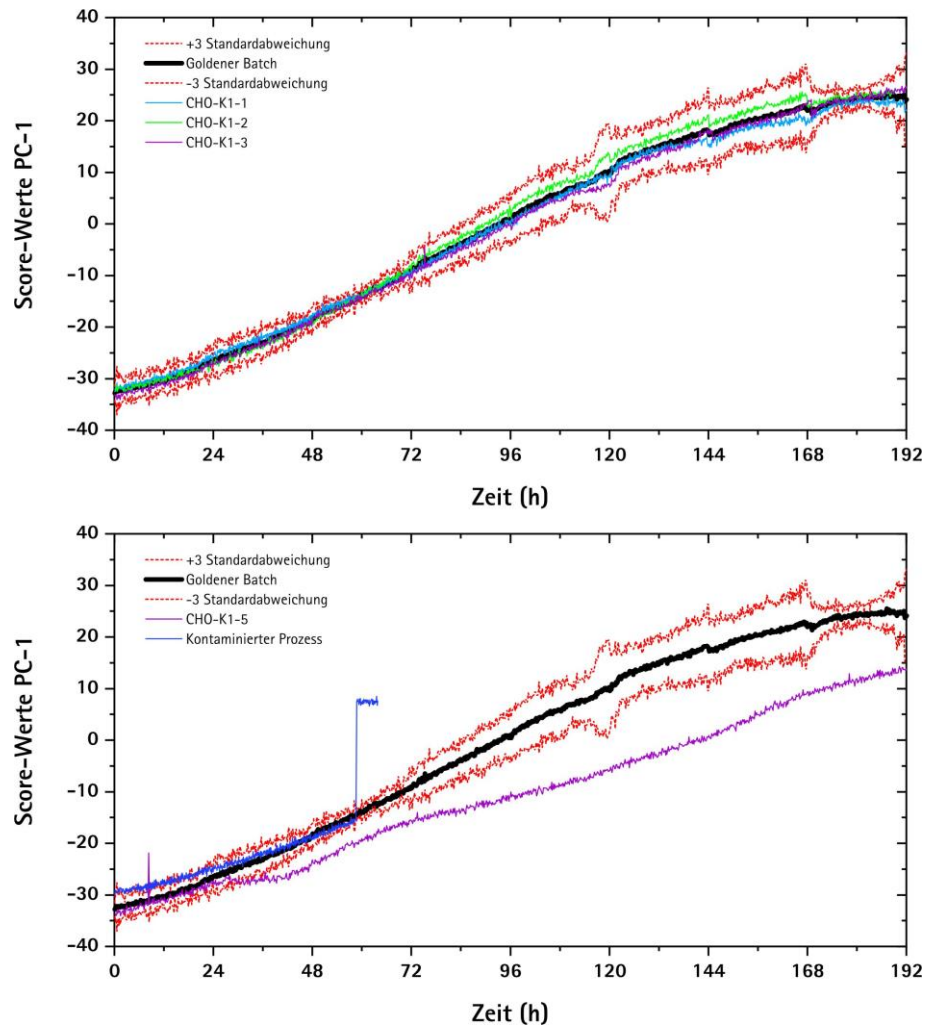 40
30
20
10
0
-10
-20
-30
-40
Score-Werte PC-1
+3 Standardabweichung
Goldener Batch
-3 Standardabweichung
CHO-K1-1
CHO-K1-2
CHO-K1-3
0 24 48 72 96 120 144 168 192
Zeit (h)
40
30
20
10
0
-10
-20
-30
-40
Score-Werte PC-1
+3 Standardabweichung
Goldener Batch
-3 Standardabweichung
CHO-K1-5
Kontaminierter Prozess
0 24 48 72 96 120 144 168 192
Zeit (h)